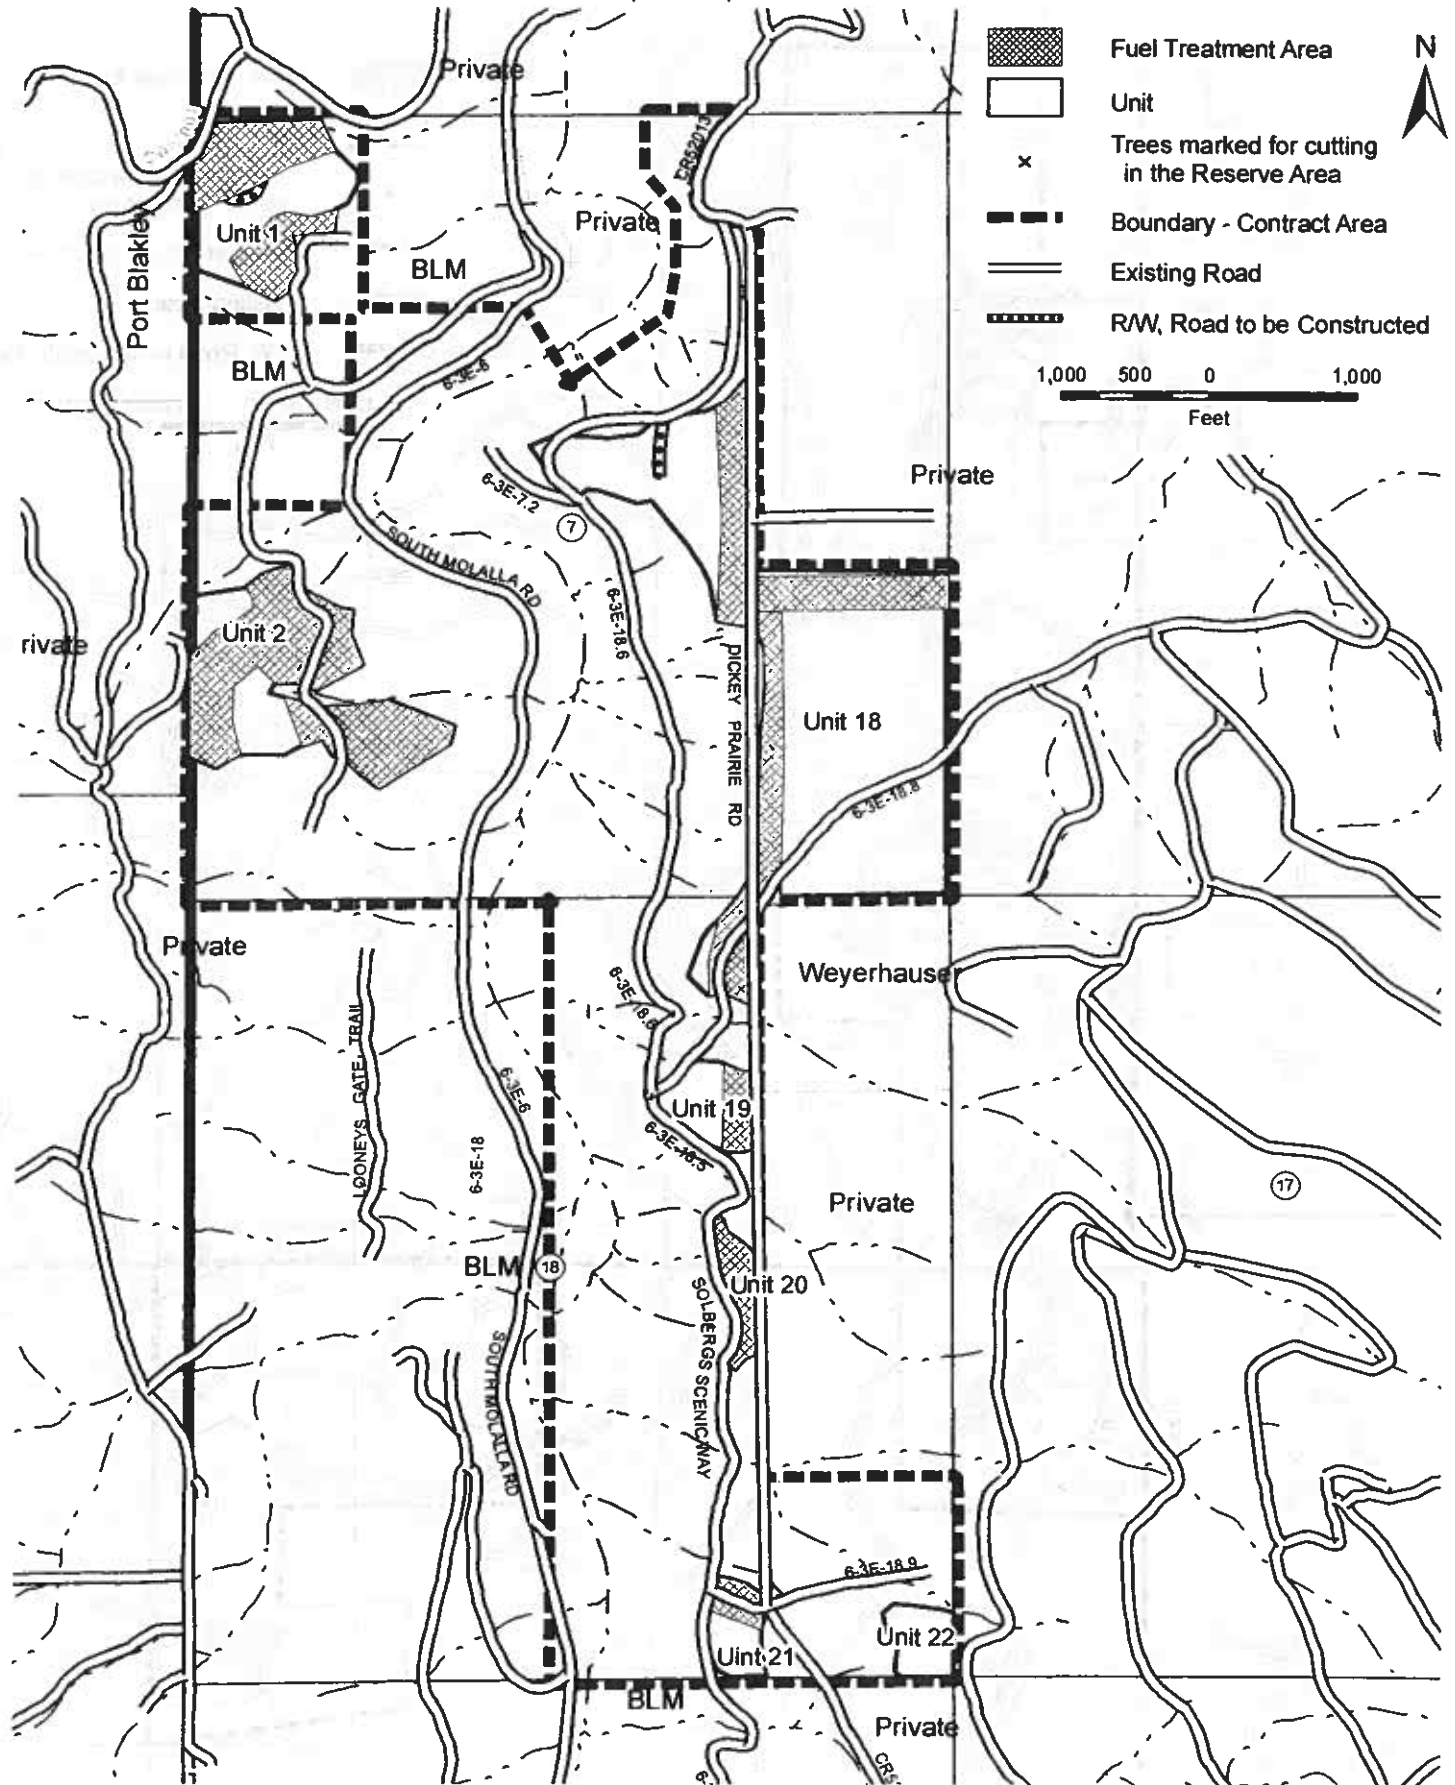 Fuel Treatment Area
N
Unit
Trees marked for cutting
in the Reserve Area
Boundary - Contract Area
Existing Road
R/W, Road to be Constructed
1,000 500 0 1,000
Feet
Private
CR52013
Private
Port Blakley
Unit 1
BLM
BLM
6-3E-6
Private
6-3E-7.2
7
SOUTH MOLALLA RD
6-3E-18.6
rivate
Unit 2
DICKEY PRAIRIE RD
Unit 18
6-3E-18.8
Private
Weyerhauser
6-3E-18.6
LOONEYS GATE TRAIL
6-3E-6
Unit 19
6-3E-18.5
6-3E-18
Private
17
BLM
18
Unit 20
SOLBERGS SCENIC WAY
SOUTH MOLALLA RD
6-3E-18.9
Unit 22
Uint 21
BLM
Private